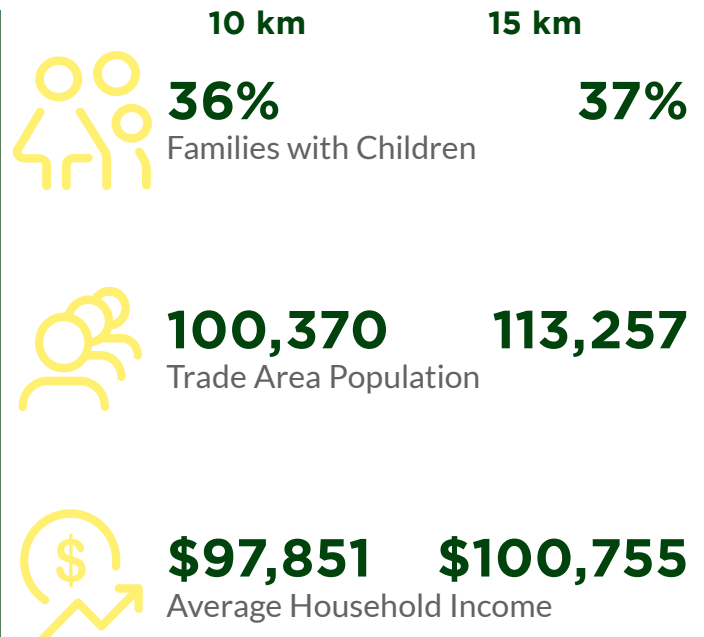 10 km 15 km
36% 37%
Families with Children
100,370 113,257
Trade Area Population
$
$97,851 $100,755
Average Household Income